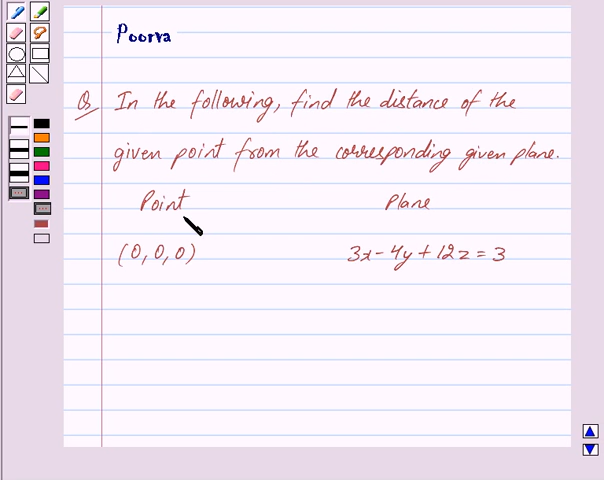 Poorva
Q In the following, find the distance of the
given point from the corresponding given plane.
Point Plane
(0, 0, 0) 3x - 4y + 12z = 3